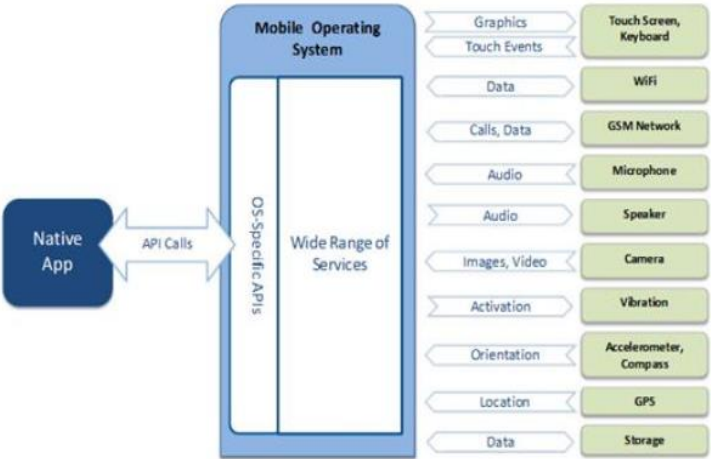 Mobile Operating
System
Native
App
API Calls
OS-Specific APIs
Wide Range of
Services
Graphics
Touch Events
Touch Screen,
Keyboard
Data
WiFi
Calls, Data
GSM Network
Audio
Microphone
Audio
Speaker
Images, Video
Camera
Activation
Vibration
Orientation
Accelerometer,
Compass
Location
GPS
Data
Storage